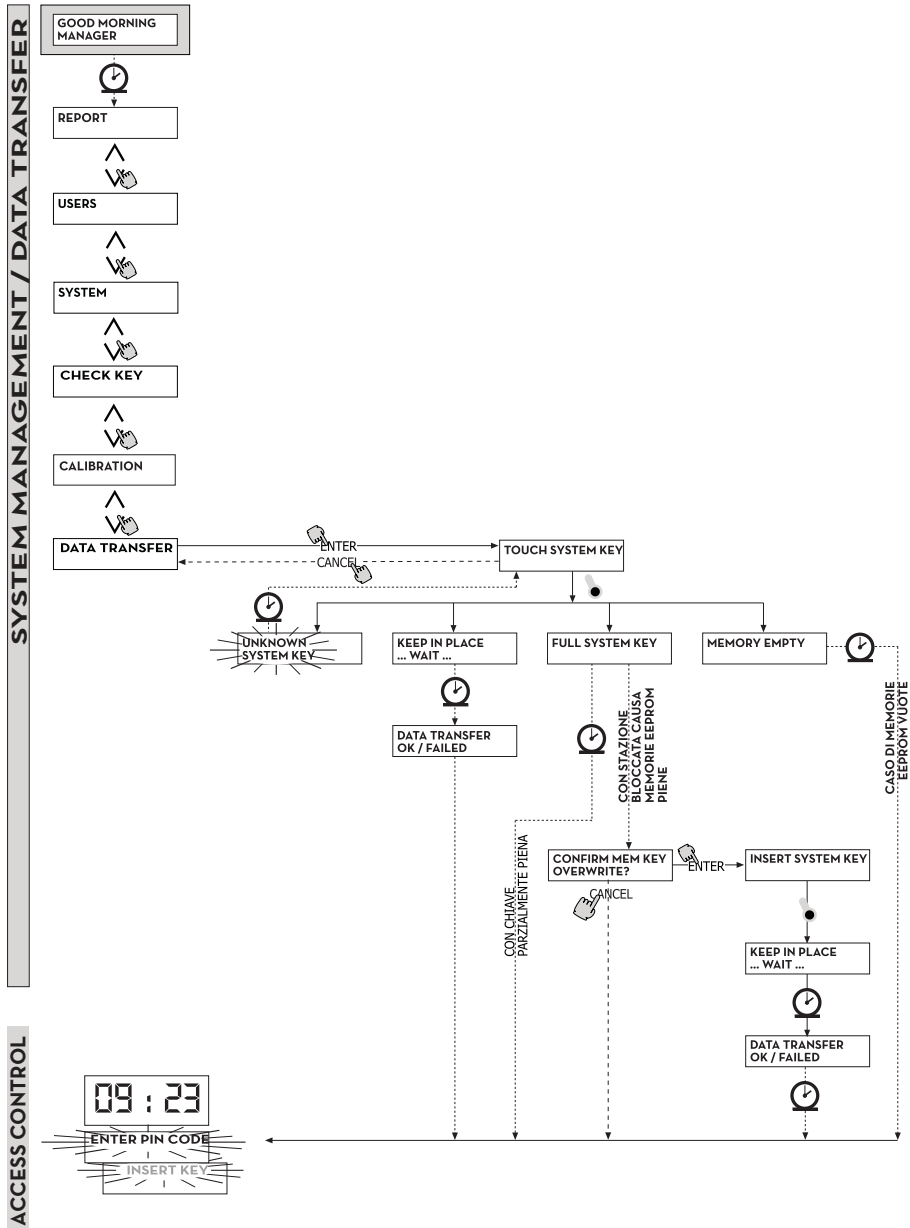 SYSTEM MANAGEMENT / DATA TRANSFER
GOOD MORNING
MANAGER
REPORT
USERS
SYSTEM
CHECK KEY
CALIBRATION
DATA TRANSFER
ENTER
CANCEL
TOUCH SYSTEM KEY
UNKNOWN
SYSTEM KEY
KEEP IN PLACE
... WAIT ...
FULL SYSTEM KEY
MEMORY EMPTY
DATA TRANSFER
OK / FAILED
CON STAZIONE
BLOCCATA CAUSA
MEMORIE EEPROM
PIENE
CASO DI MEMORIE
EEPROM VUOTE
CON CHIAVE
PARZIALMENTE PIENA
CONFIRM MEM KEY
OVERWRITE?
ENTER
CANCEL
INSERT SYSTEM KEY
KEEP IN PLACE
... WAIT ...
DATA TRANSFER
OK / FAILED
ACCESS CONTROL
09 : 23
ENTER PIN CODE
INSERT KEY